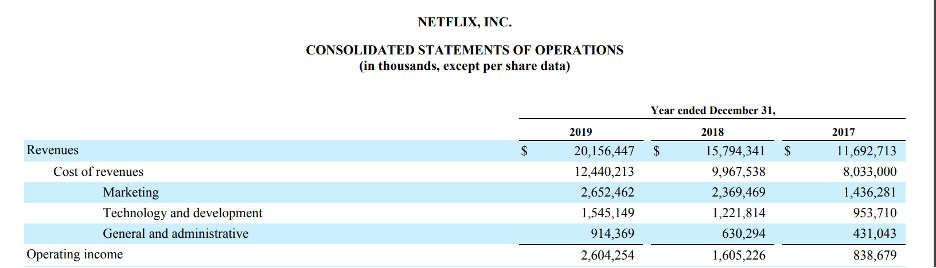 NETFLIX, INC.
CONSOLIDATED STATEMENTS OF OPERATIONS
(in thousands, except per share data)
Year ended December 31,
2019 2018 2017
Revenues $ 20,156,447 $ 15,794,341 $ 11,692,713
Cost of revenues 12,440,213 9,967,538 8,033,000
Marketing 2,652,462 2,369,469 1,436,281
Technology and development 1,545,149 1,221,814 953,710
General and administrative 914,369 630,294 431,043
Operating income 2,604,254 1,605,226 838,679